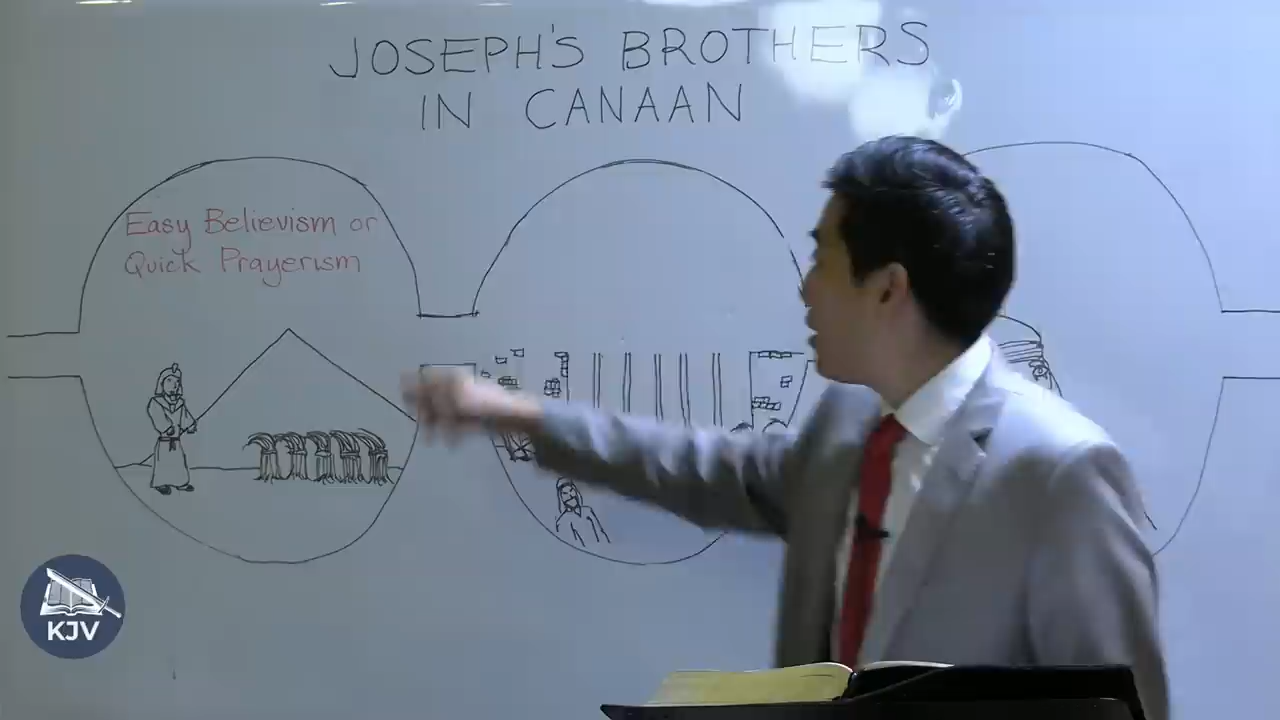 JOSEPH'S BROTHERS
IN CANAAN
Easy Believism or
Quick Prayerism
KJV